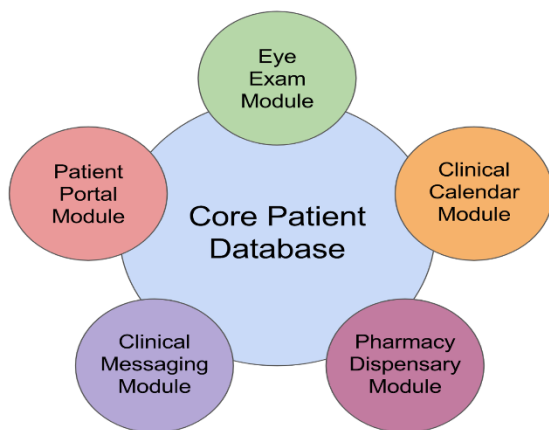 Eye
Exam
Module
Patient
Portal
Module
Clinical
Calendar
Module
Core Patient
Database
Clinical
Messaging
Module
Pharmacy
Dispensary
Module